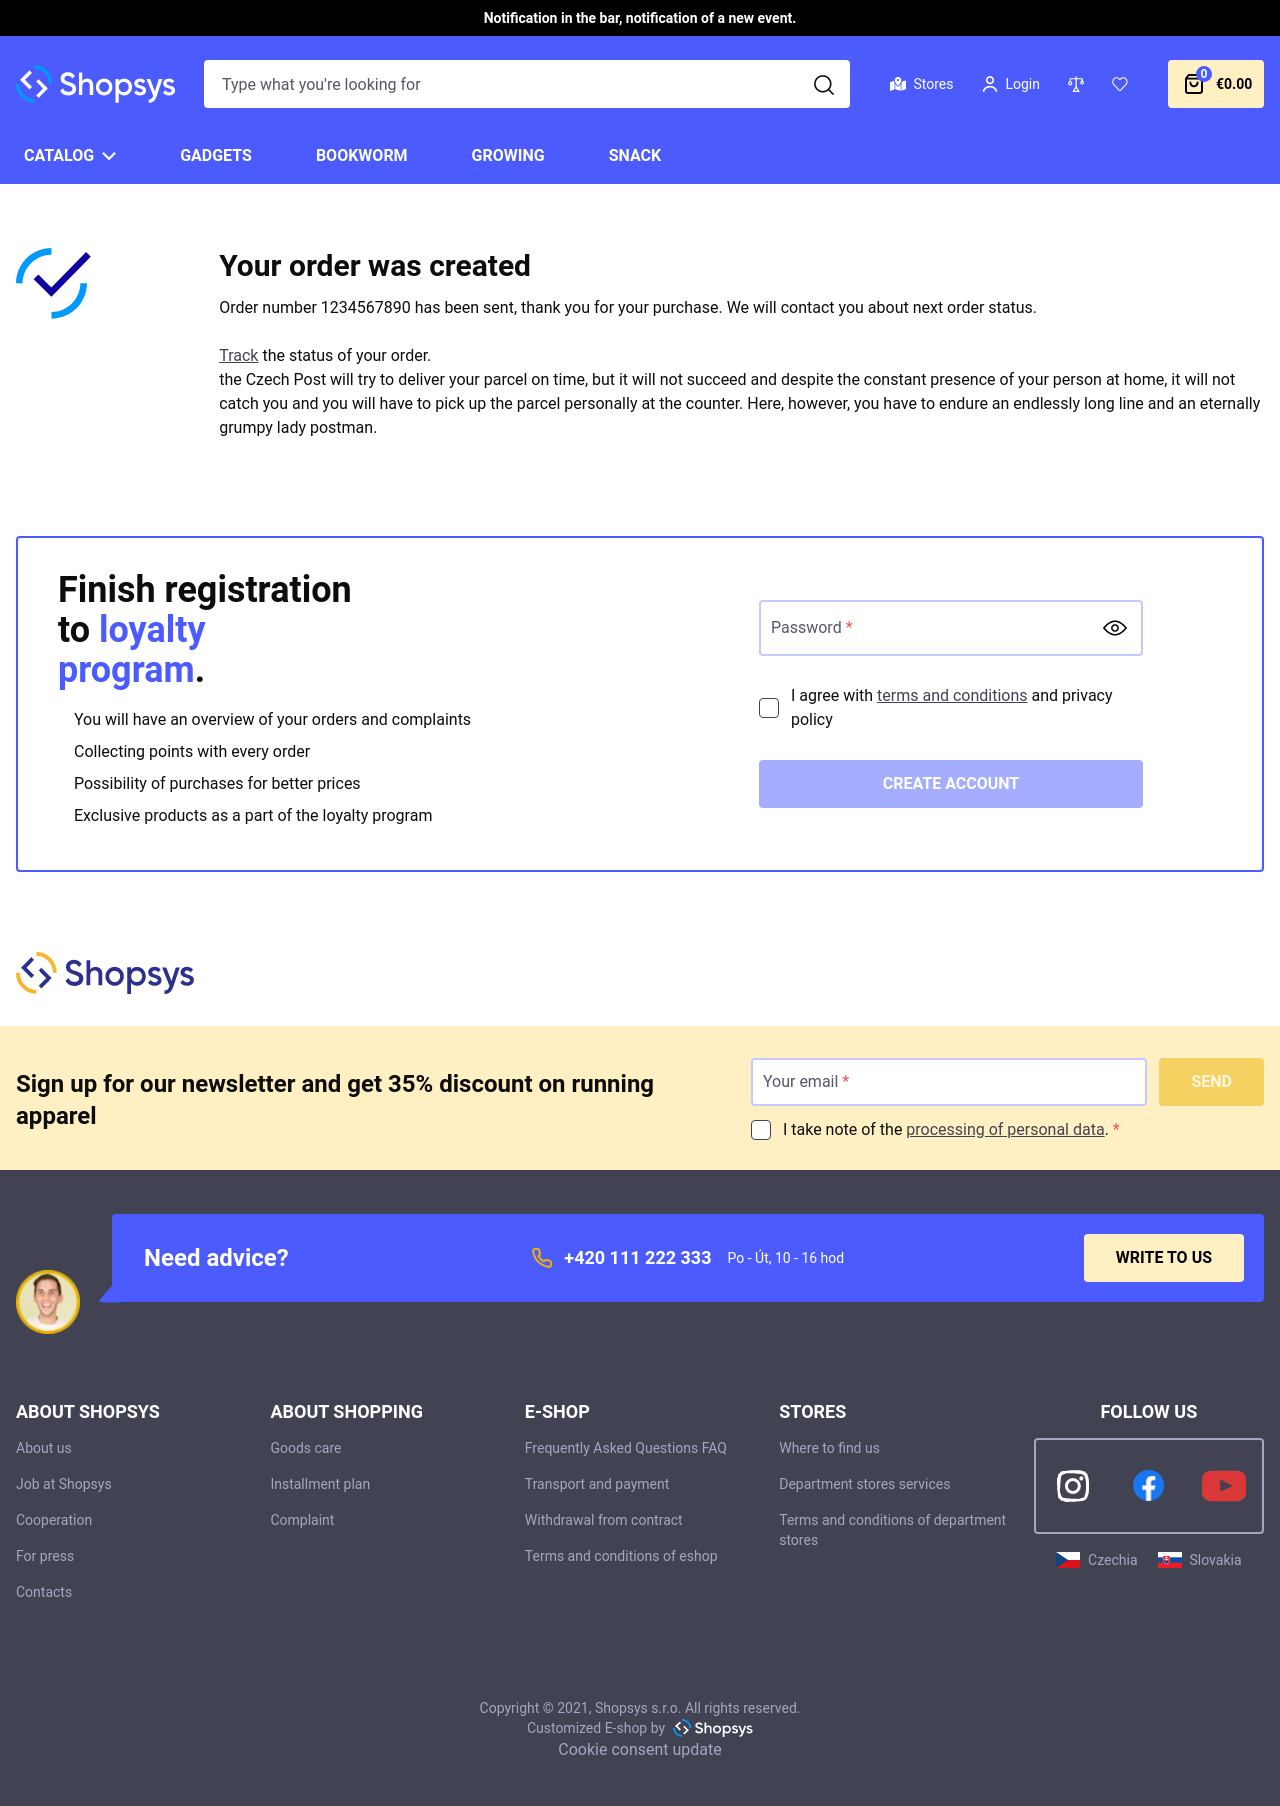 Notification in the bar, notification of a new event.
Shopsys
Type what you're looking for
Stores
Login
0
€0.00
CATALOG
GADGETS
BOOKWORM
GROWING
SNACK
Your order was created
Order number 1234567890 has been sent, thank you for your purchase. We will contact you about next order status.
Track the status of your order.
the Czech Post will try to deliver your parcel on time, but it will not succeed and despite the constant presence of your person at home, it will not
catch you and you will have to pick up the parcel personally at the counter. Here, however, you have to endure an endlessly long line and an eternally
grumpy lady postman.
Finish registration
to loyalty
program.
You will have an overview of your orders and complaints
Collecting points with every order
Possibility of purchases for better prices
Exclusive products as a part of the loyalty program
Password *
I agree with terms and conditions and privacy
policy
CREATE ACCOUNT
Shopsys
Sign up for our newsletter and get 35% discount on running
apparel
Your email *
SEND
I take note of the processing of personal data. *
Need advice?
+420 111 222 333
Po - Út, 10 - 16 hod
WRITE TO US
ABOUT SHOPSYS
About us
Job at Shopsys
Cooperation
For press
Contacts
ABOUT SHOPPING
Goods care
Installment plan
Complaint
E-SHOP
Frequently Asked Questions FAQ
Transport and payment
Withdrawal from contract
Terms and conditions of eshop
STORES
Where to find us
Department stores services
Terms and conditions of department
stores
FOLLOW US
Czechia
Slovakia
Copyright © 2021, Shopsys s.r.o. All rights reserved.
Customized E-shop by Shopsys
Cookie consent update